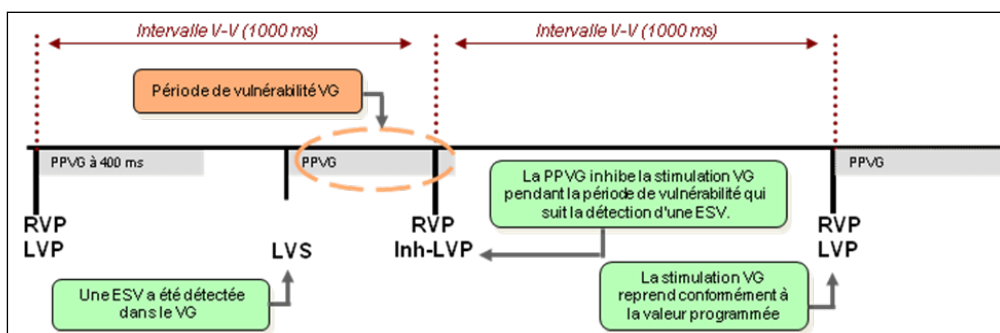 Intervalle V-V (1000 ms)
Intervalle V-V (1000 ms)
Période de vulnérabilité VG
PPVG à 400 ms
PPVG
PPVG
La PPVG inhibe la stimulation VG
pendant la période de vulnérabilité qui
suit la détection d'une ESV.
RVP
LVP
LVS
RVP
Inh-LVP
RVP
LVP
Une ESV a été détectée
dans le VG
La stimulation VG
reprend conformément à
la valeur programmée